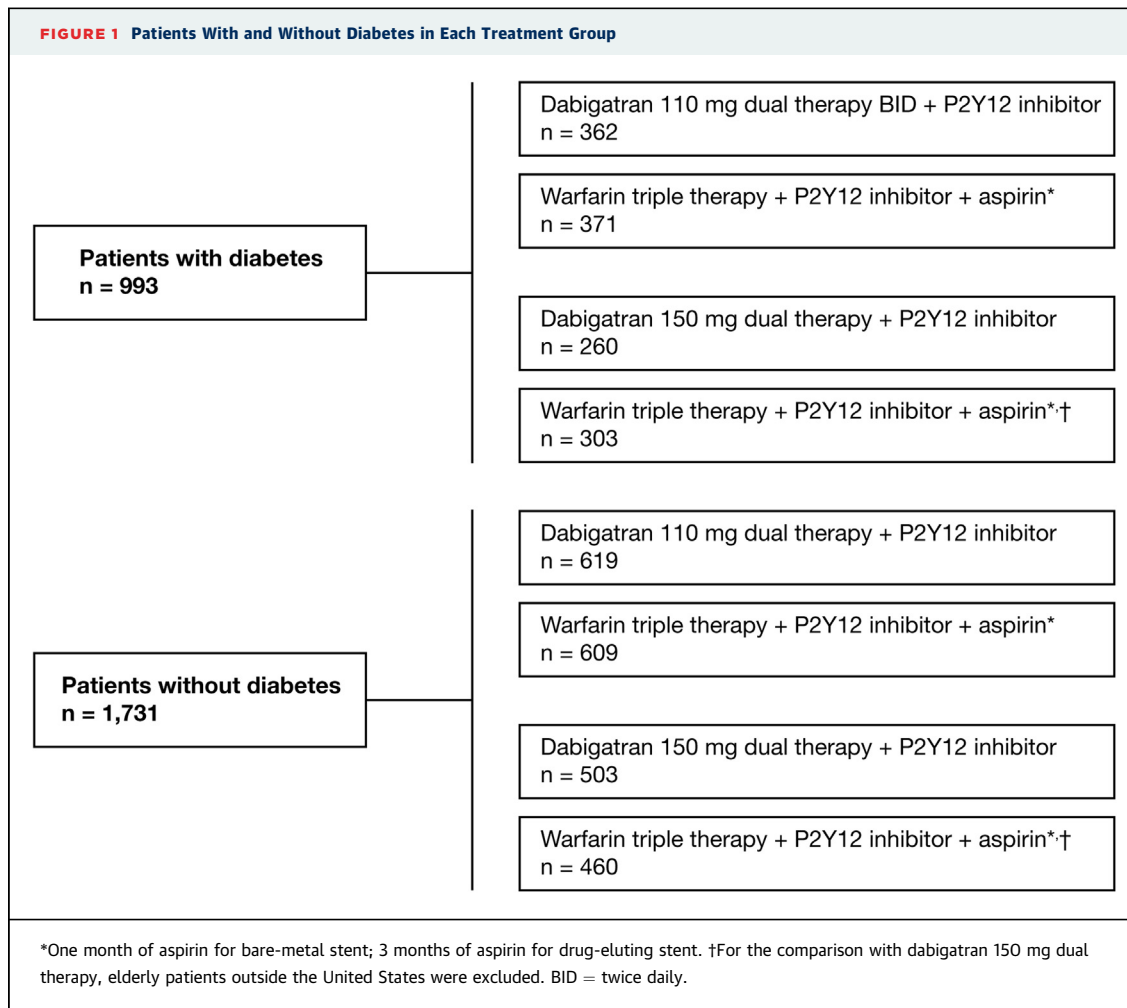 FIGURE 1 Patients With and Without Diabetes in Each Treatment Group
Patients with diabetes
n = 993
Dabigatran 110 mg dual therapy BID + P2Y12 inhibitor
n = 362
Warfarin triple therapy + P2Y12 inhibitor + aspirin*
n = 371
Dabigatran 150 mg dual therapy + P2Y12 inhibitor
n = 260
Warfarin triple therapy + P2Y12 inhibitor + aspirin*,†
n = 303
Patients without diabetes
n = 1,731
Dabigatran 110 mg dual therapy + P2Y12 inhibitor
n = 619
Warfarin triple therapy + P2Y12 inhibitor + aspirin*
n = 609
Dabigatran 150 mg dual therapy + P2Y12 inhibitor
n = 503
Warfarin triple therapy + P2Y12 inhibitor + aspirin*,†
n = 460
*One month of aspirin for bare-metal stent; 3 months of aspirin for drug-eluting stent. †For the comparison with dabigatran 150 mg dual
therapy, elderly patients outside the United States were excluded. BID = twice daily.